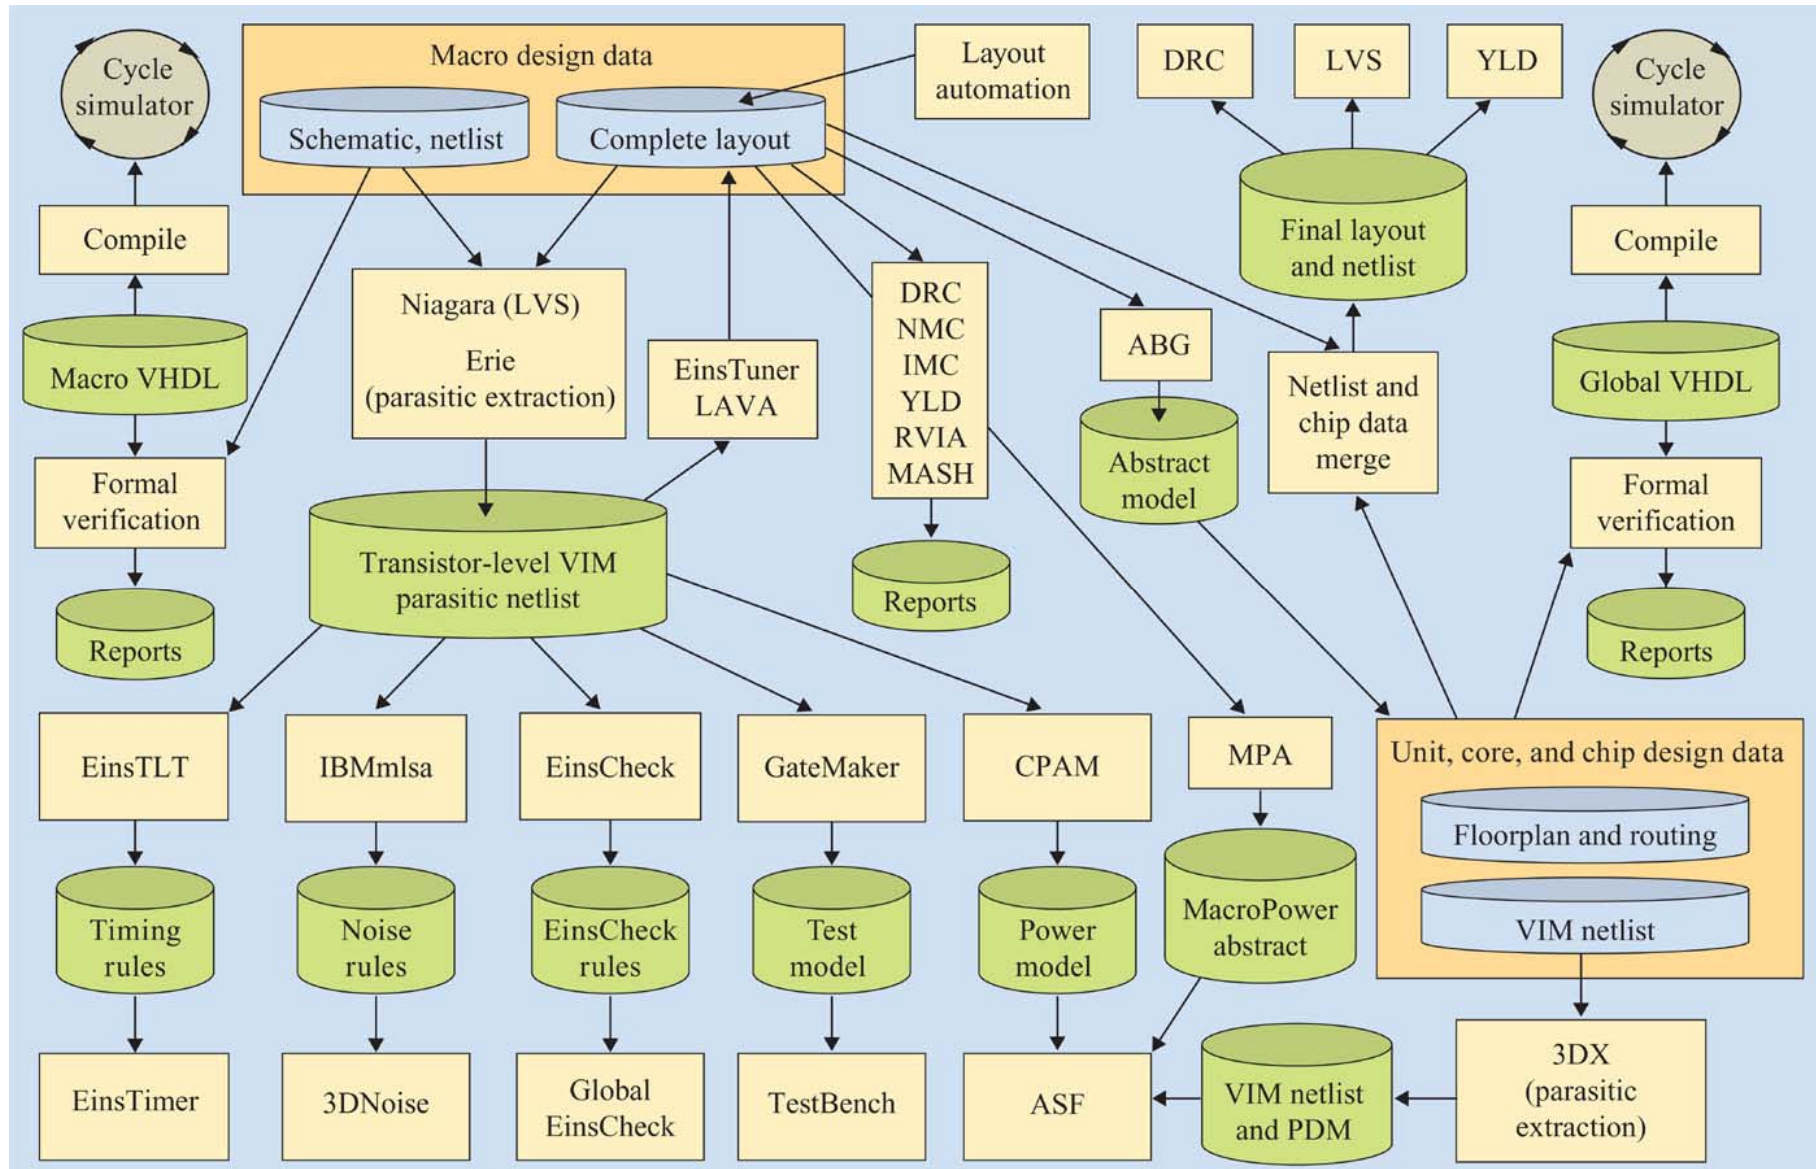 Cycle
simulator
Macro design data
Schematic, netlist
Complete layout
Layout
automation
DRC
LVS
YLD
Cycle
simulator
Compile
Macro VHDL
Formal
verification
Reports
Niagara (LVS)
Erie
(parasitic extraction)
EinsTuner
LAVA
DRC
NMC
IMC
YLD
RVIA
MASH
Reports
ABG
Abstract
model
Final layout
and netlist
Netlist and
chip data
merge
Compile
Global VHDL
Formal
verification
Reports
Transistor-level VIM
parasitic netlist
EinsTLT
IBMmlsa
EinsCheck
GateMaker
CPAM
MPA
Unit, core, and chip design data
Floorplan and routing
VIM netlist
Timing
rules
Noise
rules
EinsCheck
rules
Test
model
Power
model
MacroPower
abstract
EinsTimer
3DNoise
Global
EinsCheck
TestBench
ASF
VIM netlist
and PDM
3DX
(parasitic
extraction)